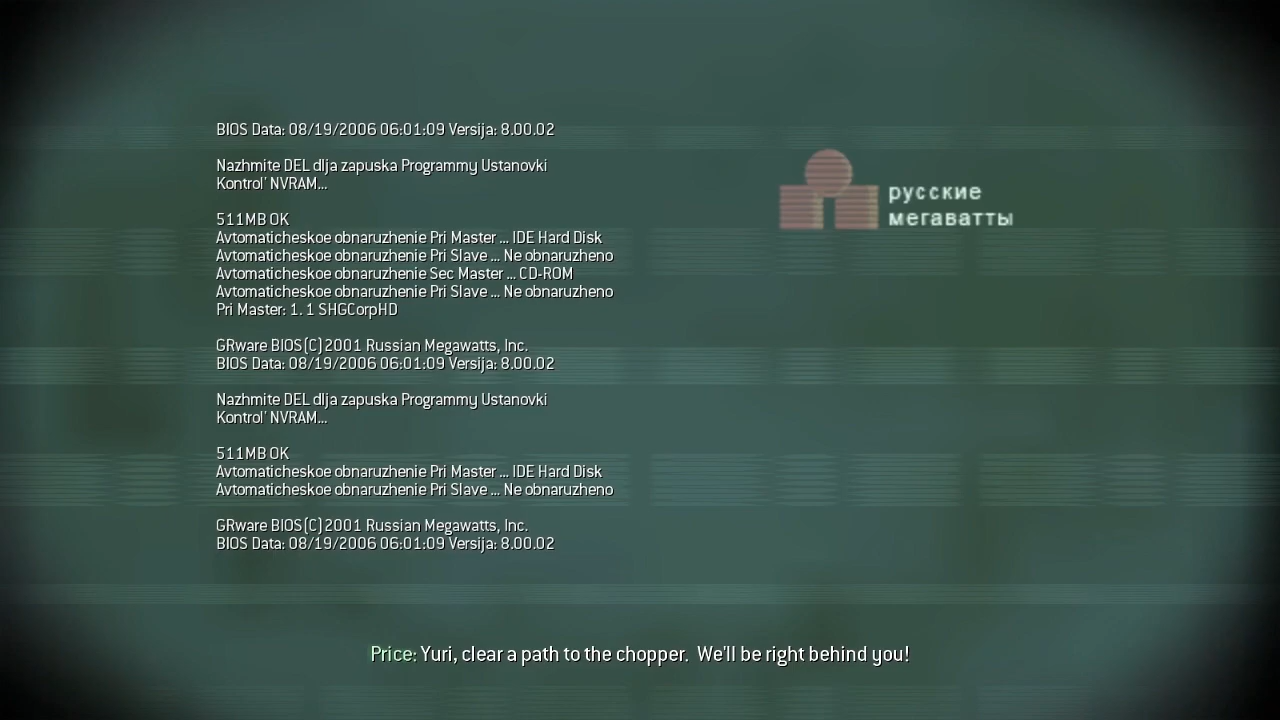 BIOS Data: 08/19/2006 06:01:09 Versija: 8.00.02
Nazhmite DEL dlja zapuska Programmy Ustanovki
Kontrol' NVRAM...
511MB OK
Avtomaticheskoe obnaruzhenie Pri Master ... IDE Hard Disk
Avtomaticheskoe obnaruzhenie Pri Slave ... Ne obnaruzheno
Avtomaticheskoe obnaruzhenie Sec Master ... CD-ROM
Avtomaticheskoe obnaruzhenie Pri Slave ... Ne obnaruzheno
Pri Master: 1. 1 SHGCorpHD
GRware BIOS(C)2001 Russian Megawatts, Inc.
BIOS Data: 08/19/2006 06:01:09 Versija: 8.00.02
Nazhmite DEL dlja zapuska Programmy Ustanovki
Kontrol' NVRAM...
511MB OK
Avtomaticheskoe obnaruzhenie Pri Master ... IDE Hard Disk
Avtomaticheskoe obnaruzhenie Pri Slave ... Ne obnaruzheno
GRware BIOS(C)2001 Russian Megawatts, Inc.
BIOS Data: 08/19/2006 06:01:09 Versija: 8.00.02
русские
мегаватты
Price: Yuri, clear a path to the chopper. We'll be right behind you!